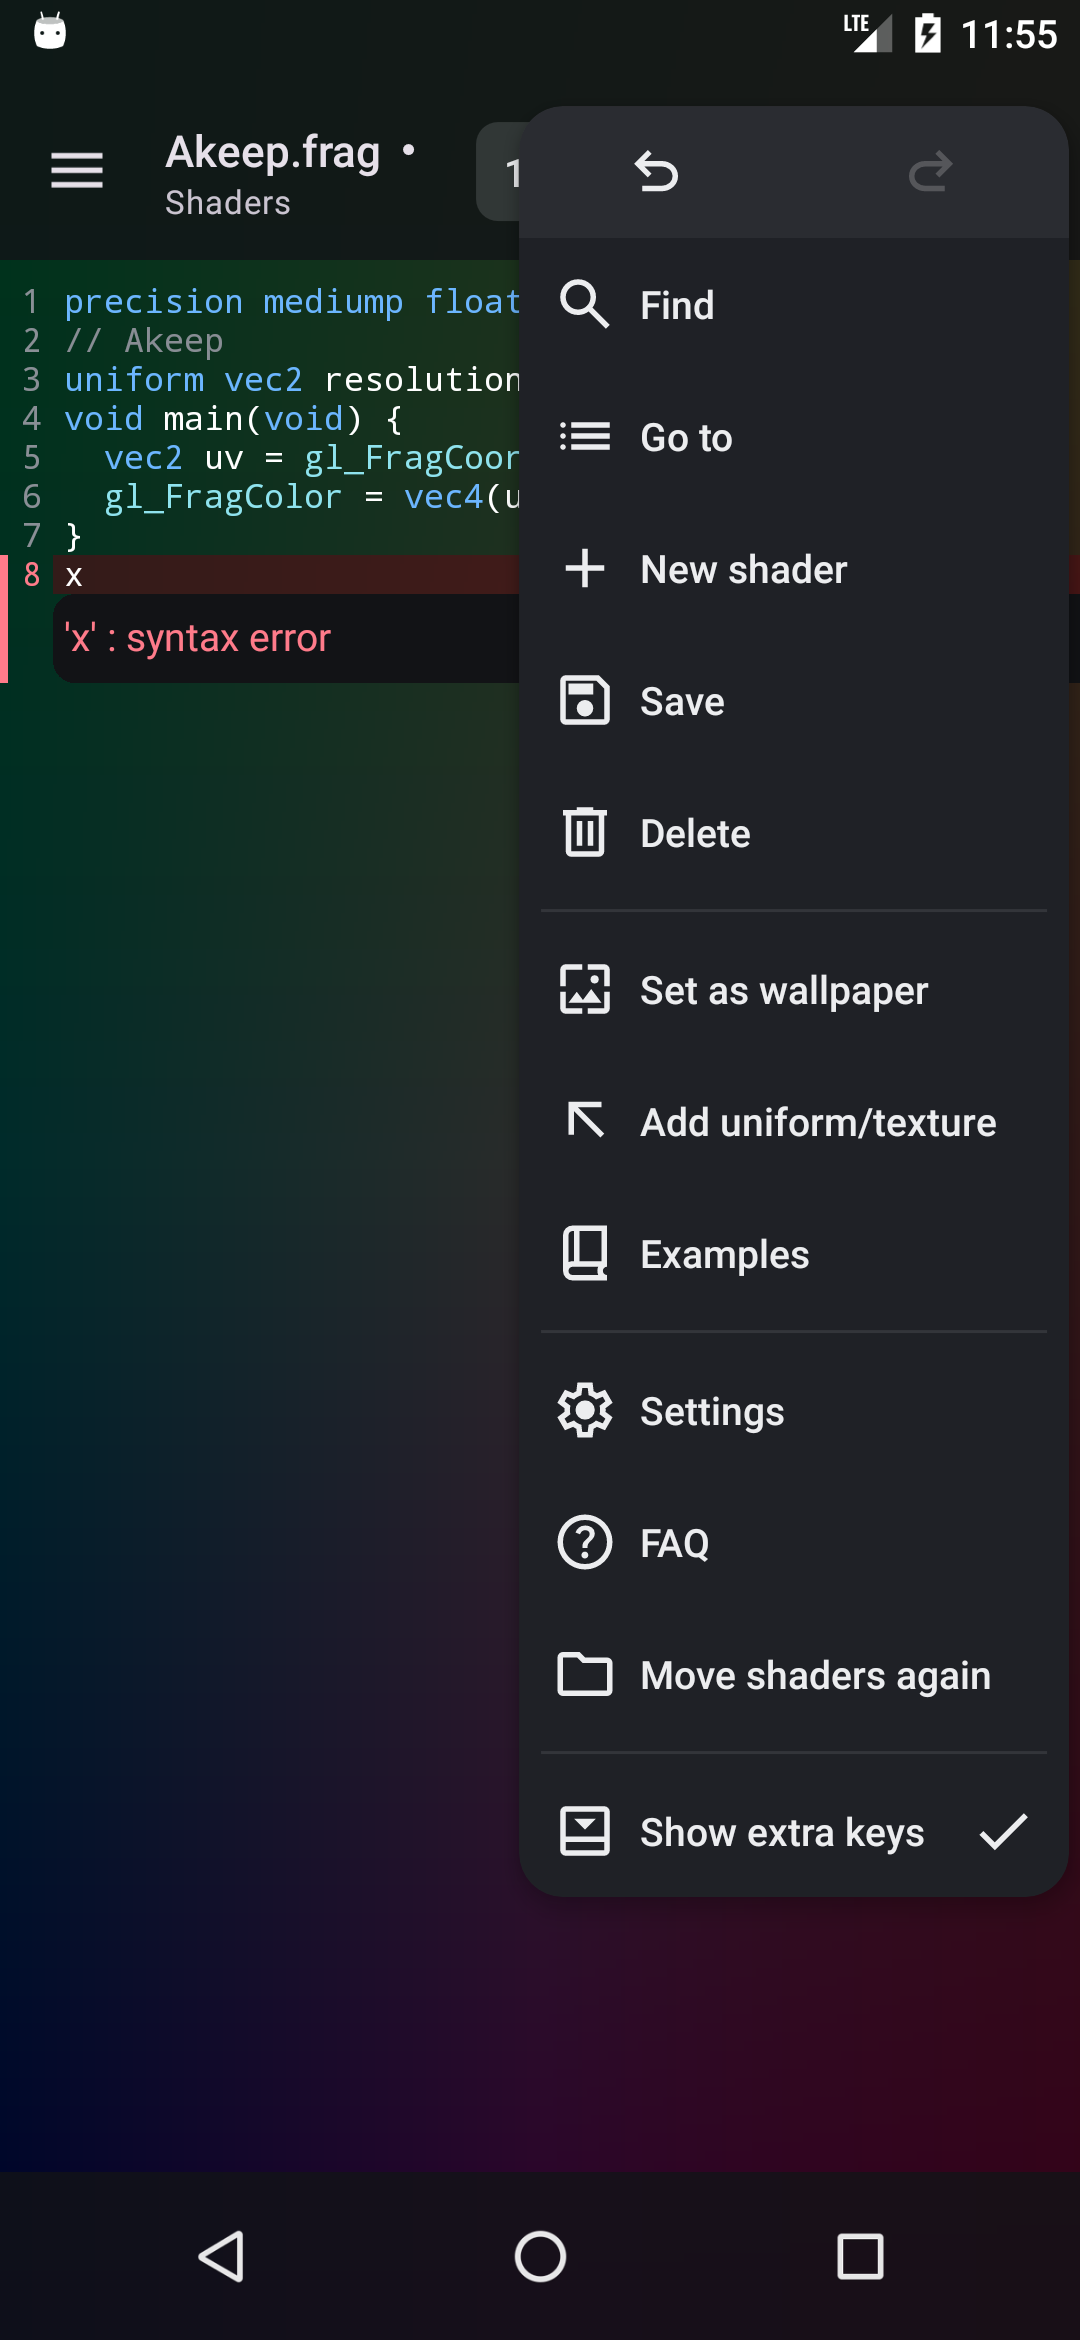 LTE 11:55
Akeep.frag •
Shaders
1
1 precision mediump float
2 // Akeep
3 uniform vec2 resolution
4 void main(void) {
5 vec2 uv = gl_FragCoor
6 gl_FragColor = vec4(u
7 }
8 x
'x' : syntax error
Find
Go to
New shader
Save
Delete
Set as wallpaper
Add uniform/texture
Examples
Settings
FAQ
Move shaders again
Show extra keys